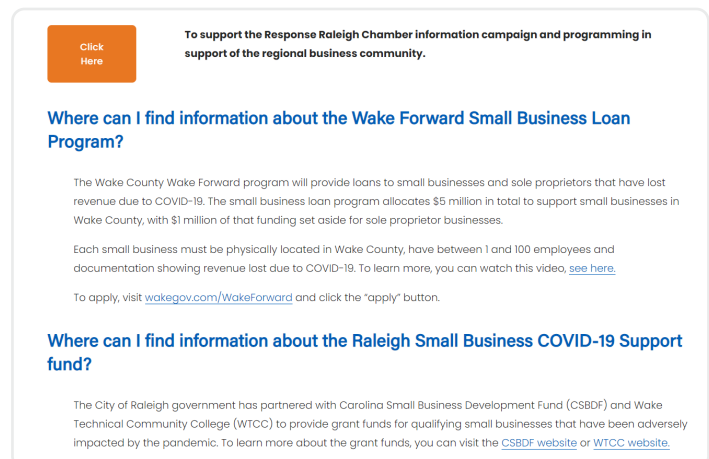 Click
Here
To support the Response Raleigh Chamber information campaign and programming in
support of the regional business community.
Where can I find information about the Wake Forward Small Business Loan
Program?
The Wake County Wake Forward program will provide loans to small businesses and sole proprietors that have lost
revenue due to COVID-19. The small business loan program allocates $5 million in total to support small businesses in
Wake County, with $1 million of that funding set aside for sole proprietor businesses.
Each small business must be physically located in Wake County, have between 1 and 100 employees and
documentation showing revenue lost due to COVID-19. To learn more, you can watch this video, see here.
To apply, visit wakegov.com/WakeForward and click the “apply” button.
Where can I find information about the Raleigh Small Business COVID-19 Support
fund?
The City of Raleigh government has partnered with Carolina Small Business Development Fund (CSBDF) and Wake
Technical Community College (WTCC) to provide grant funds for qualifying small businesses that have been adversely
impacted by the pandemic. To learn more about the grant funds, you can visit the CSBDF website or WTCC website.